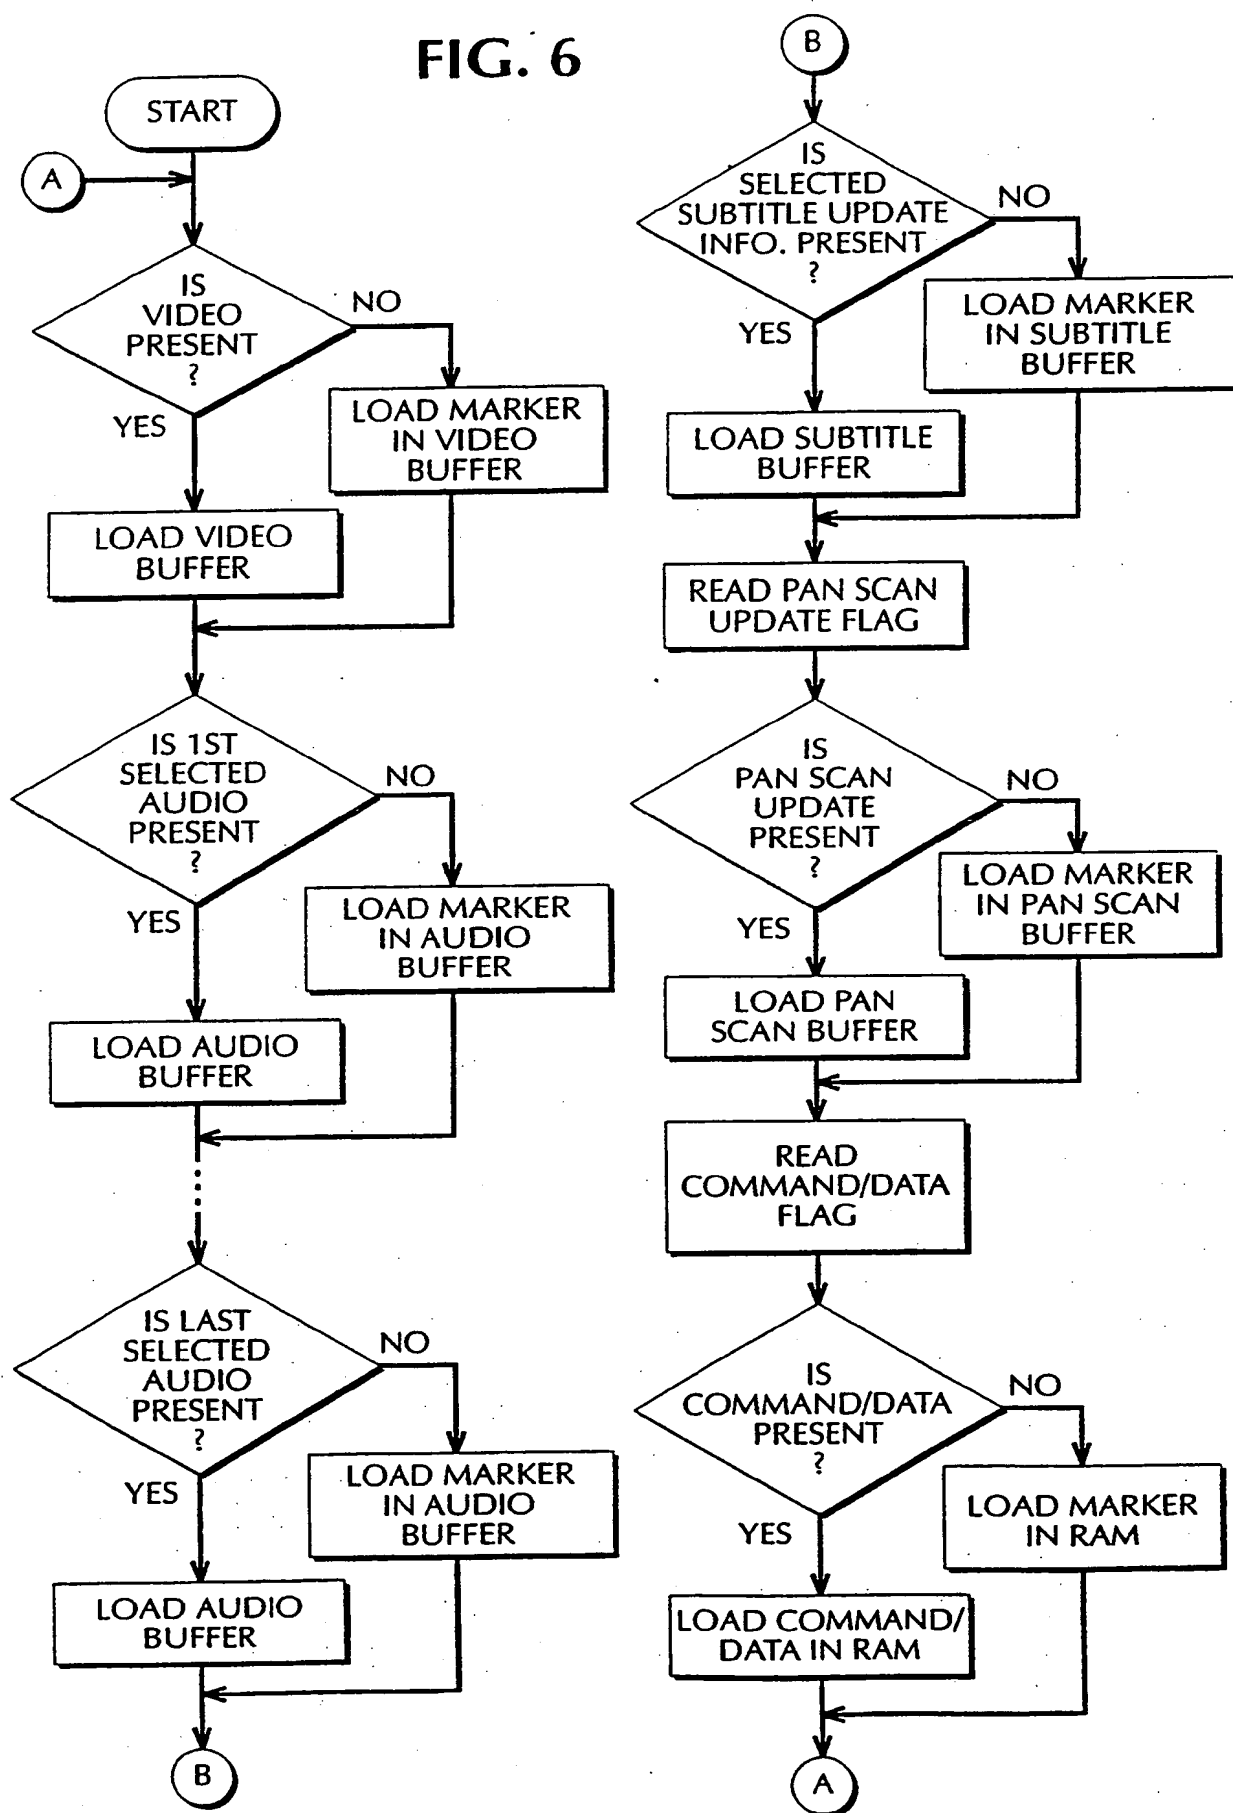 FIG. 6
START
A
IS
VIDEO
PRESENT
?
NO
YES
LOAD MARKER
IN VIDEO
BUFFER
LOAD VIDEO
BUFFER
IS 1ST
SELECTED
AUDIO
PRESENT
?
NO
YES
LOAD MARKER
IN AUDIO
BUFFER
LOAD AUDIO
BUFFER
IS LAST
SELECTED
AUDIO
PRESENT
?
NO
YES
LOAD MARKER
IN AUDIO
BUFFER
LOAD AUDIO
BUFFER
B
B
IS
SELECTED
SUBTITLE UPDATE
INFO. PRESENT
?
NO
YES
LOAD MARKER
IN SUBTITLE
BUFFER
LOAD SUBTITLE
BUFFER
READ PAN SCAN
UPDATE FLAG
IS
PAN SCAN
UPDATE
PRESENT
?
NO
YES
LOAD MARKER
IN PAN SCAN
BUFFER
LOAD PAN
SCAN BUFFER
READ
COMMAND/DATA
FLAG
IS
COMMAND/DATA
PRESENT
?
NO
YES
LOAD MARKER
IN RAM
LOAD COMMAND/
DATA IN RAM
A